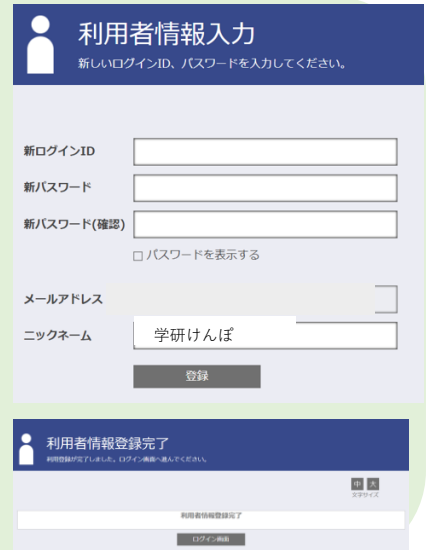 利用者情報入力
新しいログインID、パスワードを入力してください。
新ログインID
新パスワード
新パスワード(確認)
□ パスワードを表示する
メールアドレス
ニックネーム 学研けんぽ
登録
利用者情報登録完了
利用登録が完了しました。ログイン画面へ進んでください。
中 大
文字サイズ
利用者情報登録完了
ログイン画面